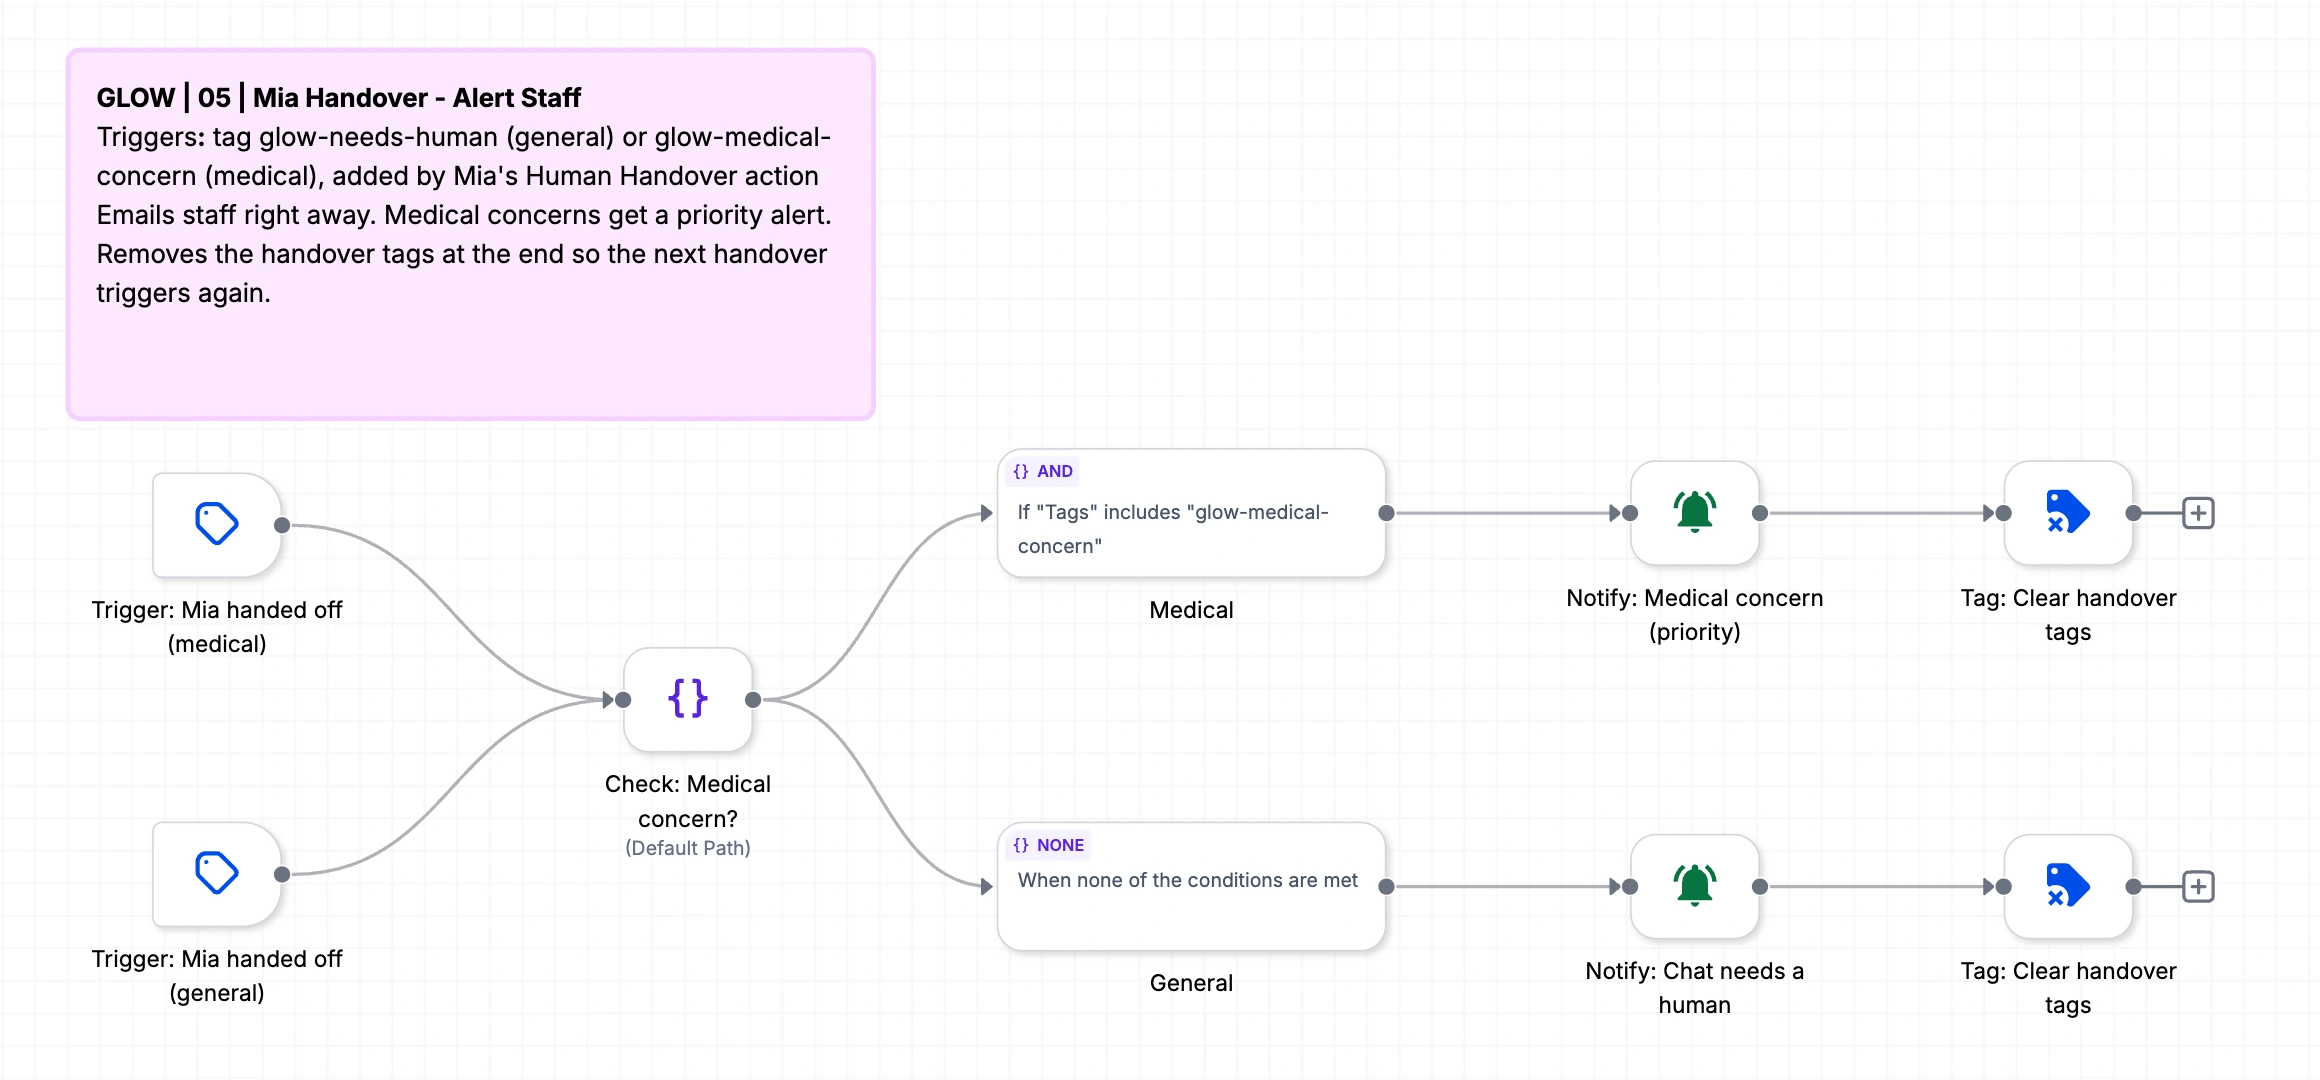 GLOW | 05 | Mia Handover - Alert Staff
Triggers: tag glow-needs-human (general) or glow-medical-
concern (medical), added by Mia's Human Handover action
Emails staff right away. Medical concerns get a priority alert.
Removes the handover tags at the end so the next handover
triggers again.
Trigger: Mia handed off
(medical)
Trigger: Mia handed off
(general)
{}
Check: Medical
concern?
(Default Path)
{} AND
If "Tags" includes "glow-medical-
concern"
Medical
Notify: Medical concern
(priority)
Tag: Clear handover
tags
{} NONE
When none of the conditions are met
General
Notify: Chat needs a
human
Tag: Clear handover
tags